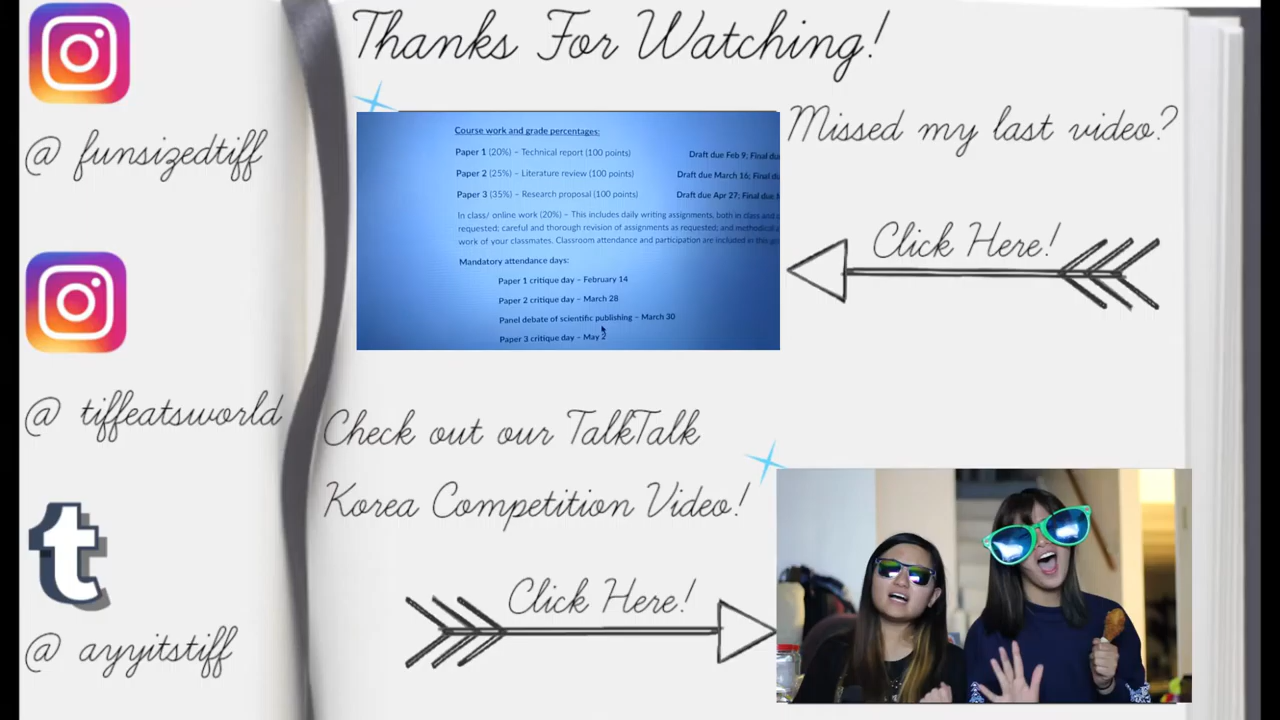 Thanks For Watching!
@ funsizedtiff
@ tiffeatsworld
t
@ ayyitstiff
Missed my last video?
Click Here!
Course work and grade percentages:
Paper 1 (20%) – Technical report (100 points) Draft due Feb 9; Final du
Paper 2 (25%) – Literature review (100 points) Draft due March 16; Final d
Paper 3 (35%) – Research proposal (100 points) Draft due Apr 27; Final due
In class/ online work (20%) – This includes daily writing assignments, both in class and
requested; careful and thorough revision of assignments as requested; and methodical
work of your classmates. Classroom attendance and participation are included in this
Mandatory attendance days:
Paper 1 critique day – February 14
Paper 2 critique day – March 28
Panel debate of scientific publishing – March 30
Paper 3 critique day – May 2
Check out our TalkTalk
Korea Competition Video!
Click Here!